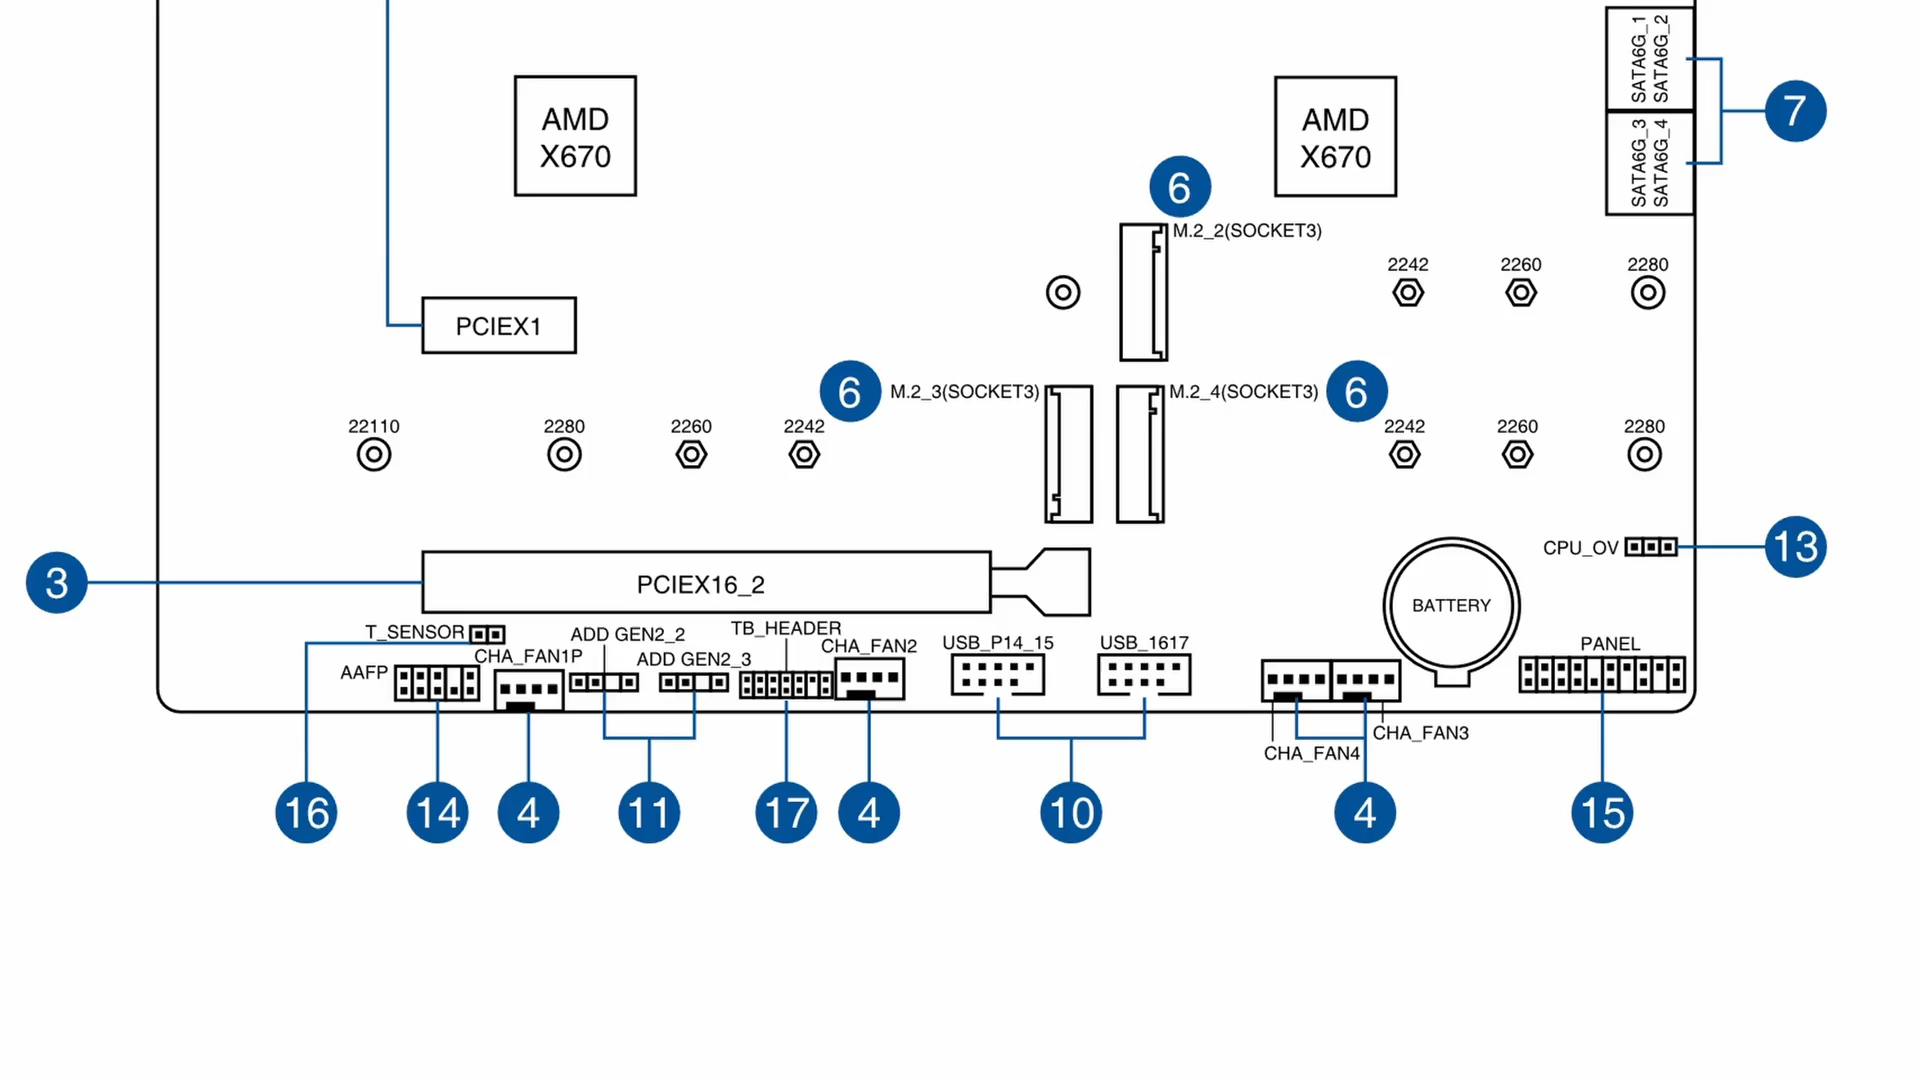 SATA6G_1
SATA6G_2
AMD
X670
AMD
X670
7
SATA6G_3
SATA6G_4
6
M.2_2(SOCKET3)
2242
2260
2280
PCIEX1
6
M.2_3(SOCKET3)
M.2_4(SOCKET3)
6
22110
2280
2260
2242
2242
2260
2280
CPU_OV
13
3
PCIEX16_2
BATTERY
T_SENSOR
ADD GEN2_2
TB_HEADER
CHA_FAN2
USB_P14_15
USB_1617
PANEL
CHA_FAN1P
ADD GEN2_3
AAFP
CHA_FAN3
CHA_FAN4
16
14
4
11
17
4
10
4
15